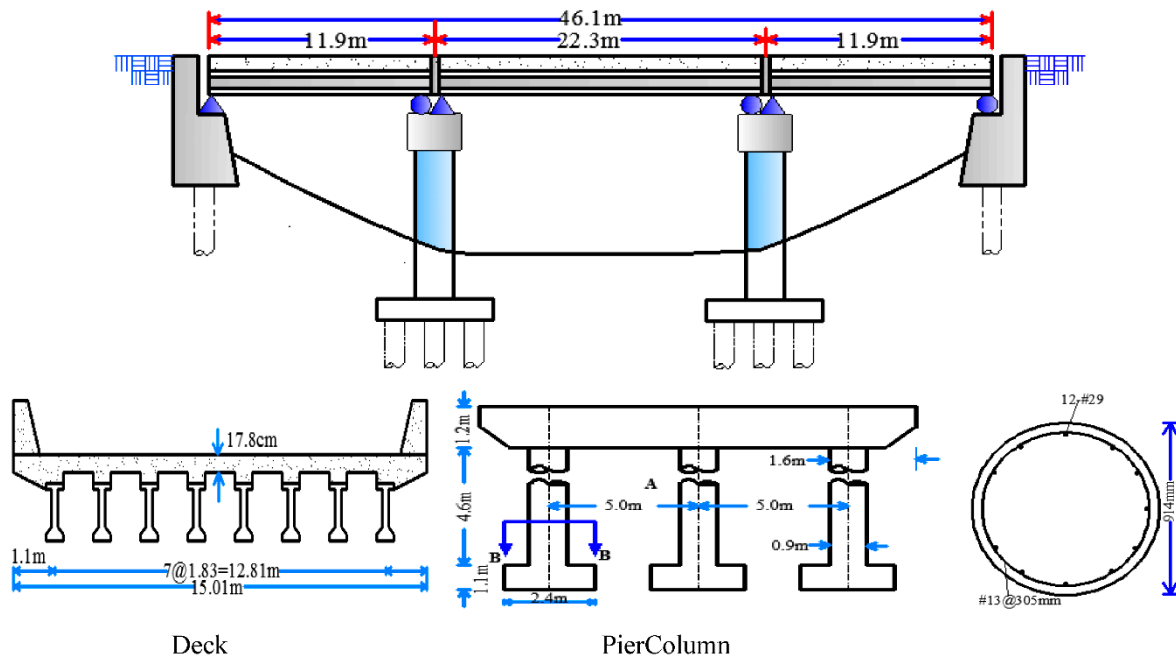 46.1m
11.9m 22.3m 11.9m
17.8cm
1.1m
7@1.83=12.81m
15.01m
Deck
1.2m
4.6m
1.1m
1.6m
A
5.0m 5.0m
0.9m
B B
2.4m
PierColumn
12-#29
914mm
#13@305mm